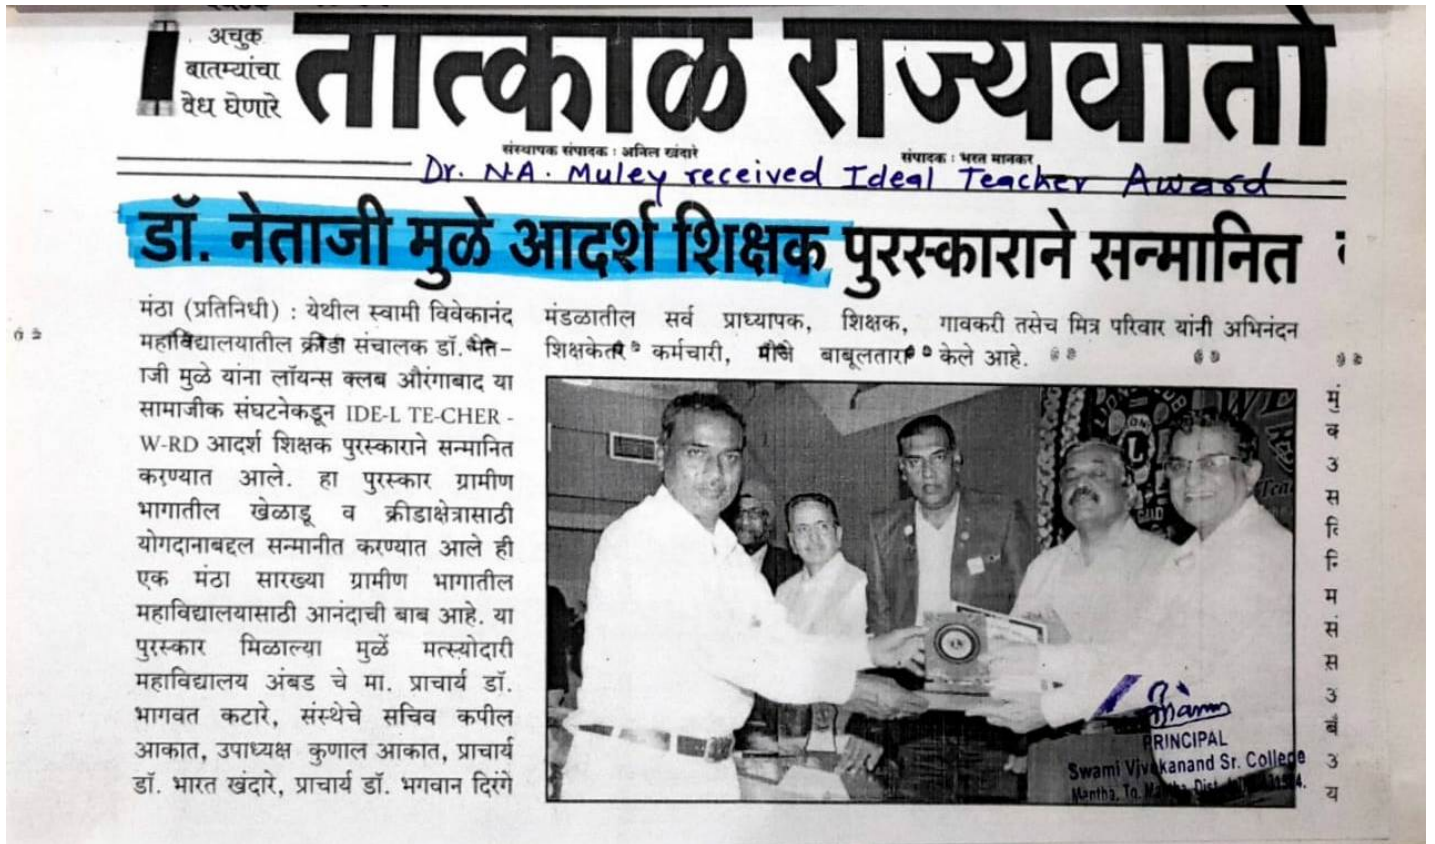 अचुक
बातम्यांचा
वेध घेणारे
तात्काळ राज्यवार्ता
संस्थापक संपादक : अनिल खंदारे
संपादक : भरत मानकर
Dr. N.A. Muley received Ideal Teacher Award
डॉ. नेताजी मुळे आदर्श शिक्षक पुरस्काराने सन्मानित
मंठा (प्रतिनिधी) : येथील स्वामी विवेकानंद
महाविद्यालयातील क्रीडा संचालक डॉ. नेत-
ाजी मुळे यांना लॉयन्स क्लब औरंगाबाद या
सामाजीक संघटनेकडून IDE-L TE-CHER -
W-RD आदर्श शिक्षक पुरस्काराने सन्मानित
करण्यात आले. हा पुरस्कार ग्रामीण
भागातील खेळाडू व क्रीडाक्षेत्रासाठी
योगदानाबद्दल सन्मानीत करण्यात आले ही
एक मंठा सारख्या ग्रामीण भागातील
महाविद्यालयासाठी आनंदाची बाब आहे. या
पुरस्कार मिळाल्या मुळें मत्स्योदारी
महाविद्यालय अंबड चे मा. प्राचार्य डॉ.
भागवत कटारे, संस्थेचे सचिव कपील
आकात, उपाध्यक्ष कुणाल आकात, प्राचार्य
डॉ. भारत खंदारे, प्राचार्य डॉ. भगवान दिरंगे
मंडळातील सर्व प्राध्यापक, शिक्षक,
शिक्षकेतर कर्मचारी, मौजे बाबूलतारा
गावकरी तसेच मित्र परिवार यांनी अभिनंदन
केले आहे.
PRINCIPAL
Swami Vivekanand Sr. College
Mantha, Tq.